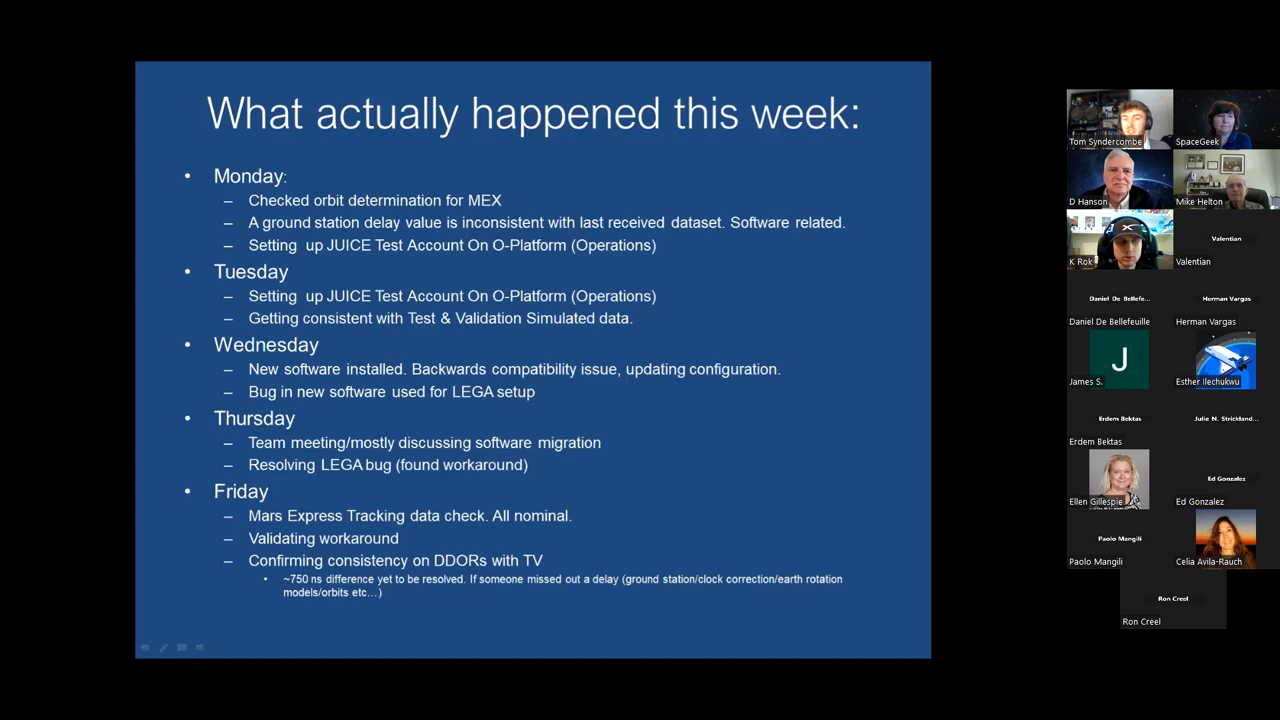 What actually happened this week:
• Monday:
– Checked orbit determination for MEX
– A ground station delay value is inconsistent with last received dataset. Software related.
– Setting up JUICE Test Account On O-Platform (Operations)
• Tuesday
– Setting up JUICE Test Account On O-Platform (Operations)
– Getting consistent with Test & Validation Simulated data.
• Wednesday
– New software installed. Backwards compatibility issue, updating configuration.
– Bug in new software used for LEGA setup
• Thursday
– Team meeting/mostly discussing software migration
– Resolving LEGA bug (found workaround)
• Friday
– Mars Express Tracking data check. All nominal.
– Validating workaround
– Confirming consistency on DDORs with TV
• ~750 ns difference yet to be resolved. If someone missed out a delay (ground station/clock correction/earth rotation
models/orbits etc…)
Tom Syndercombe
SpaceGeek
D Hanson
Mike Helton
K Rok
Valentian
Valentian
Daniel De Bellefe...
Herman Vargas
Daniel De Bellefeuille
Herman Vargas
J
James S.
Esther Ilechukwu
Erdem Bektas
Julie N. Strickland...
Erdem Bektas
Ellen Gillespie
Ed Gonzalez
Ed Gonzalez
Paolo Mangili
Paolo Mangili
Celia Avila-Rauch
Ron Creel
Ron Creel